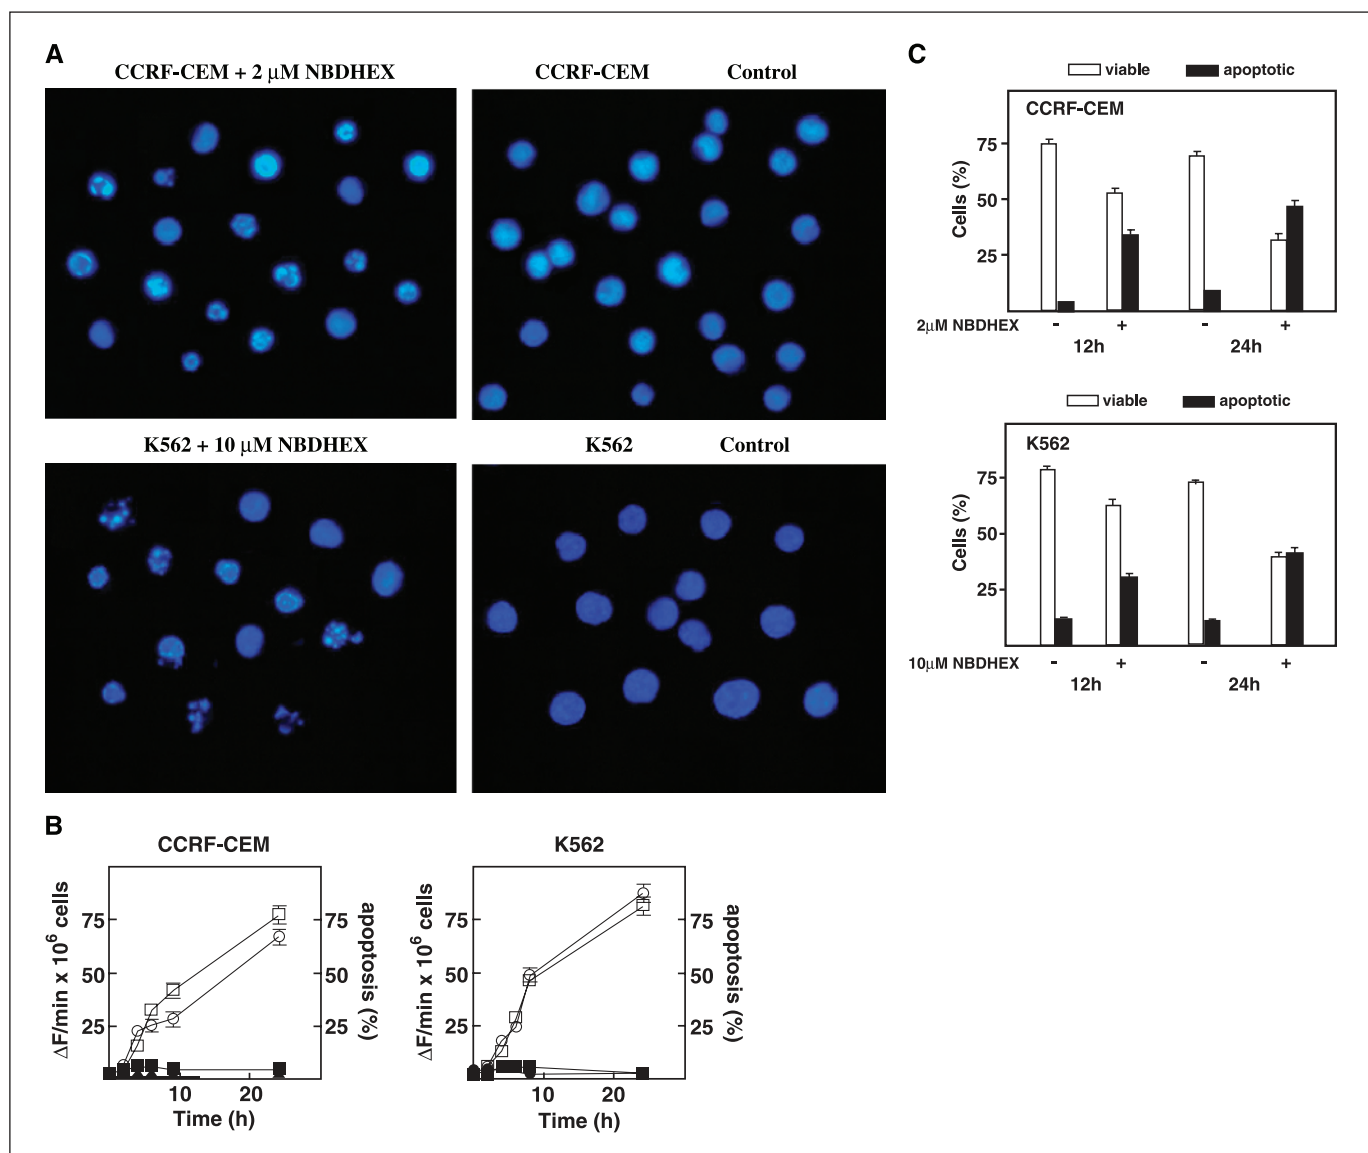 A
CCRF-CEM + 2 μM NBDHEX
CCRF-CEM Control
K562 + 10 μM NBDHEX
K562 Control
B
CCRF-CEM
ΔF/min x 10⁶ cells
75
50
25
75
50
25
apoptosis (%)
10 20
Time (h)
K562
ΔF/min x 10⁶ cells
75
50
25
75
50
25
apoptosis (%)
10 20
Time (h)
C
viable apoptotic
CCRF-CEM
Cells (%)
75
50
25
2μM NBDHEX - + - +
12h 24h
viable apoptotic
K562
Cells (%)
75
50
25
10μM NBDHEX - + - +
12h 24h